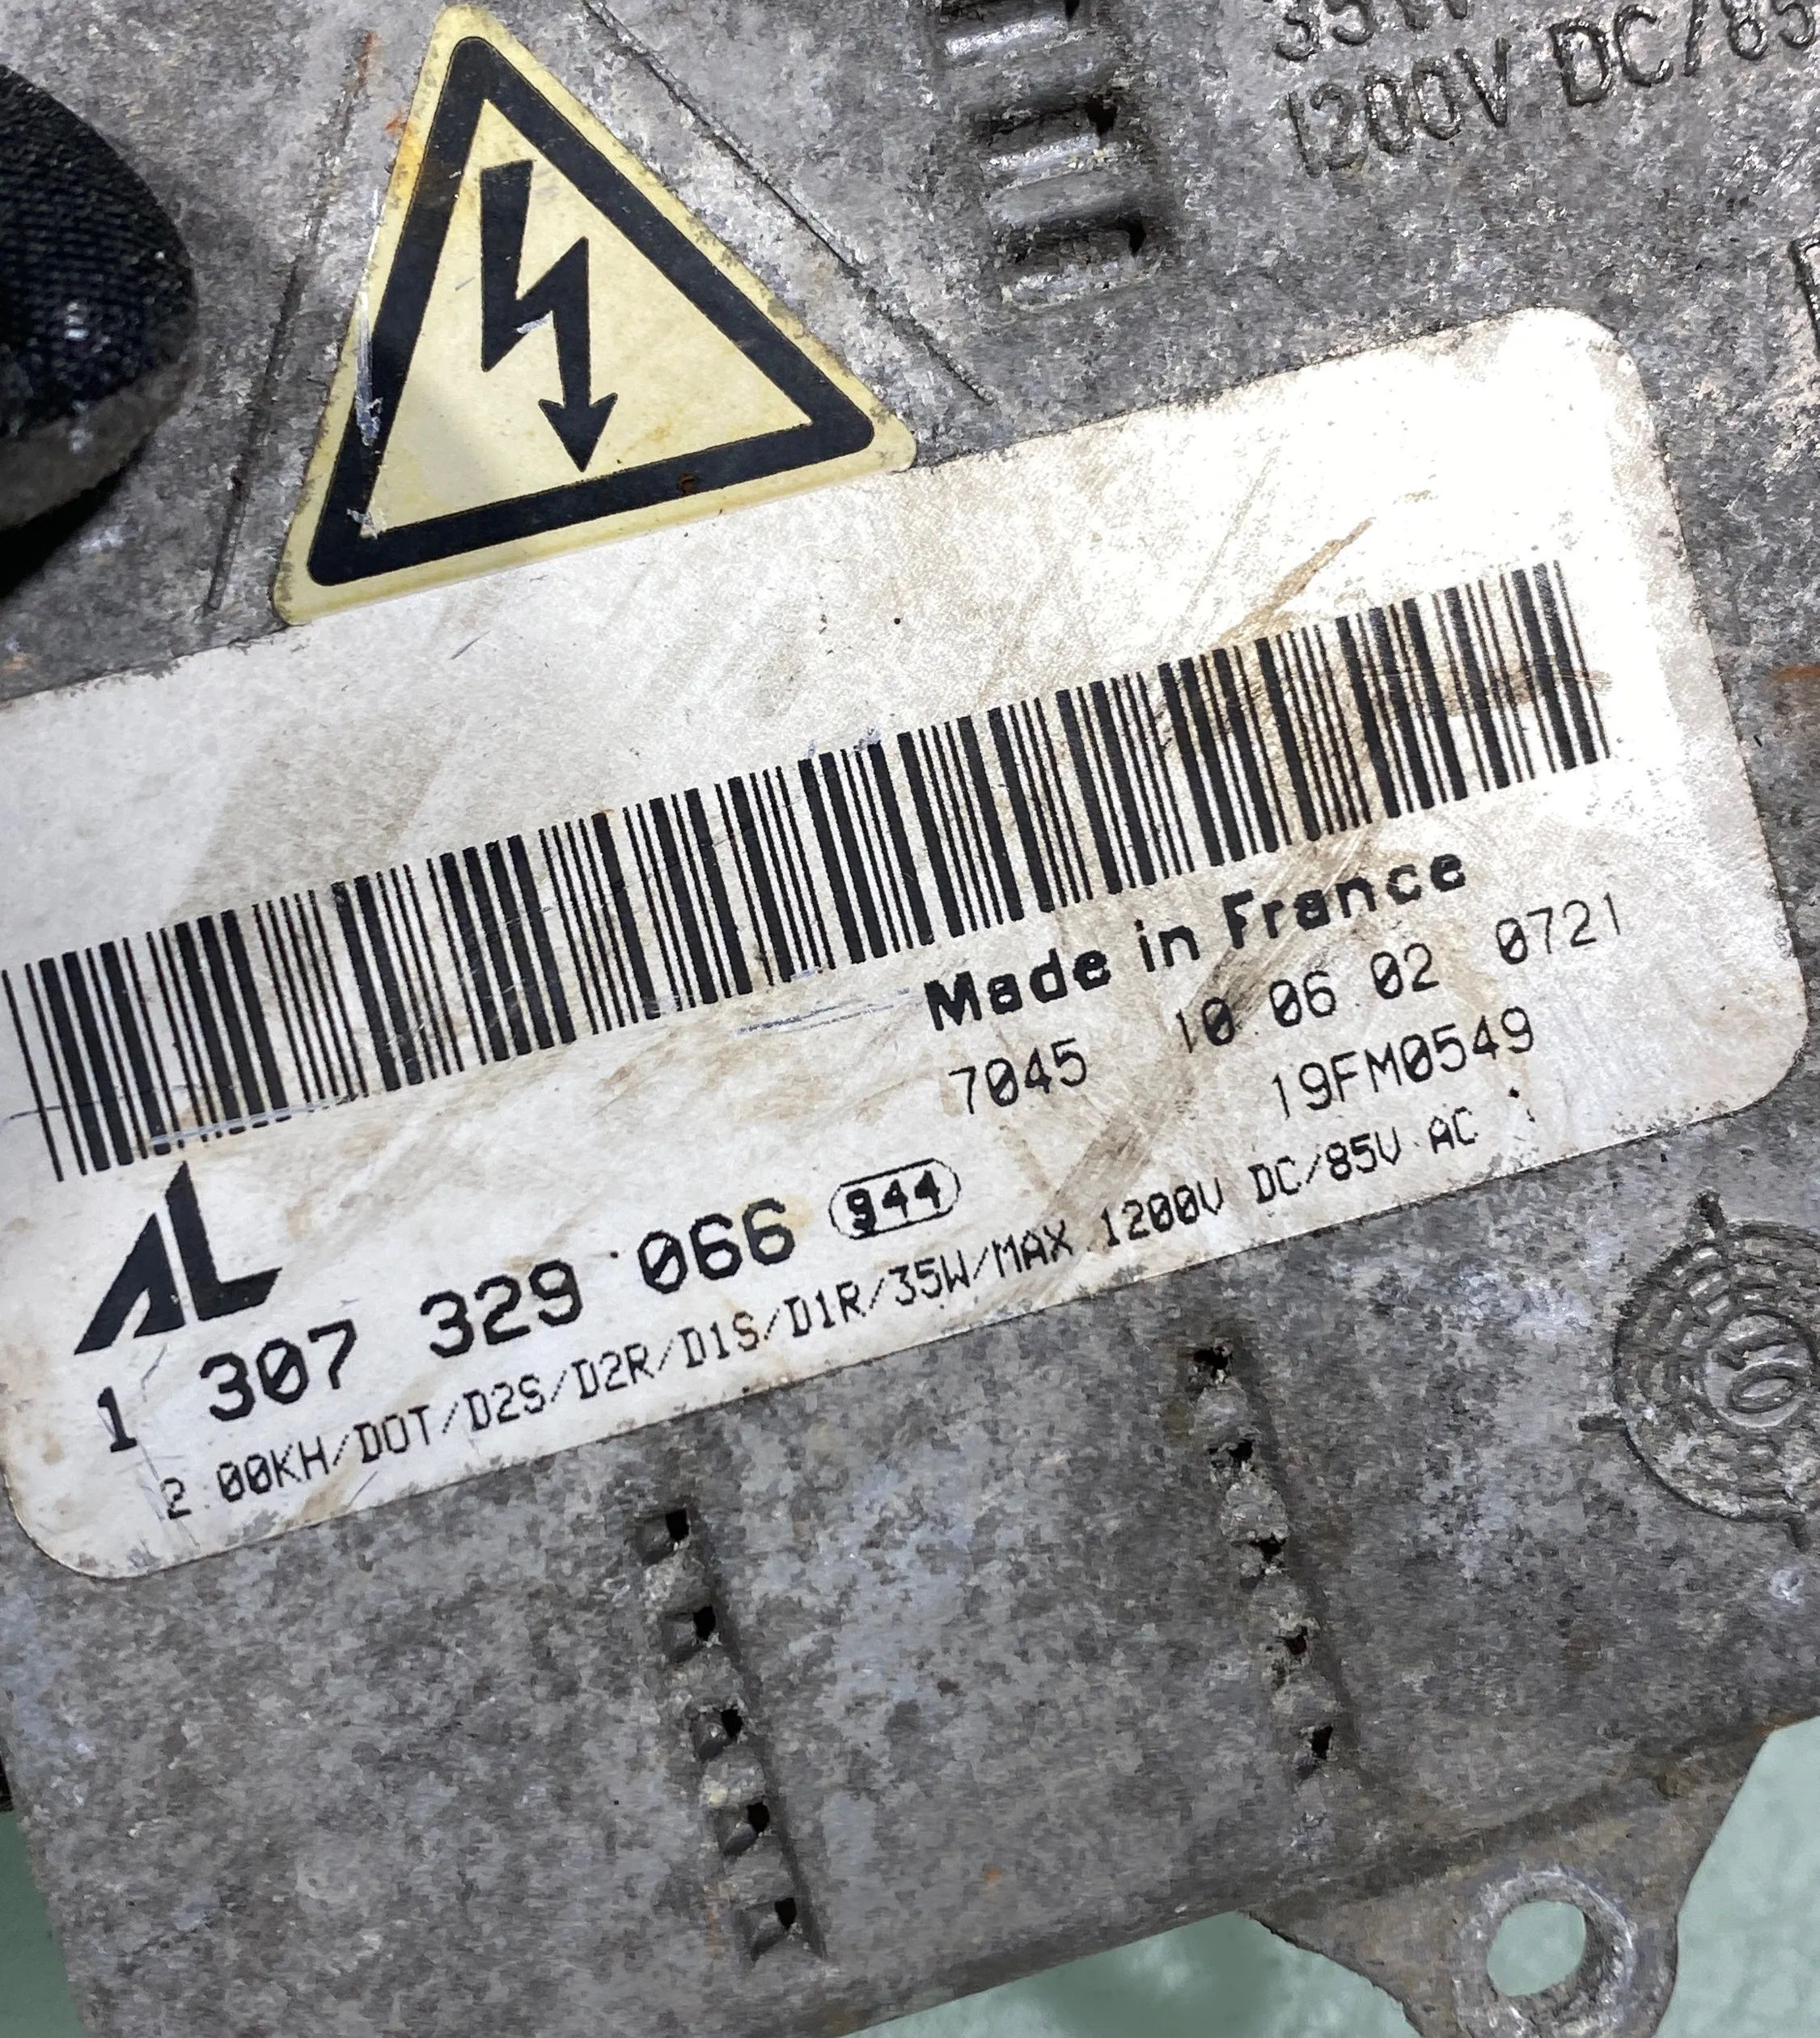 35W
1200V DC/85
Made in France
7045 10.06.02 0721
19FM0549
AL
1 307 329 066 944
2.00KH/DOT/D2S/D2R/D1S/D1R/35W/MAX 1200V DC/85V AC